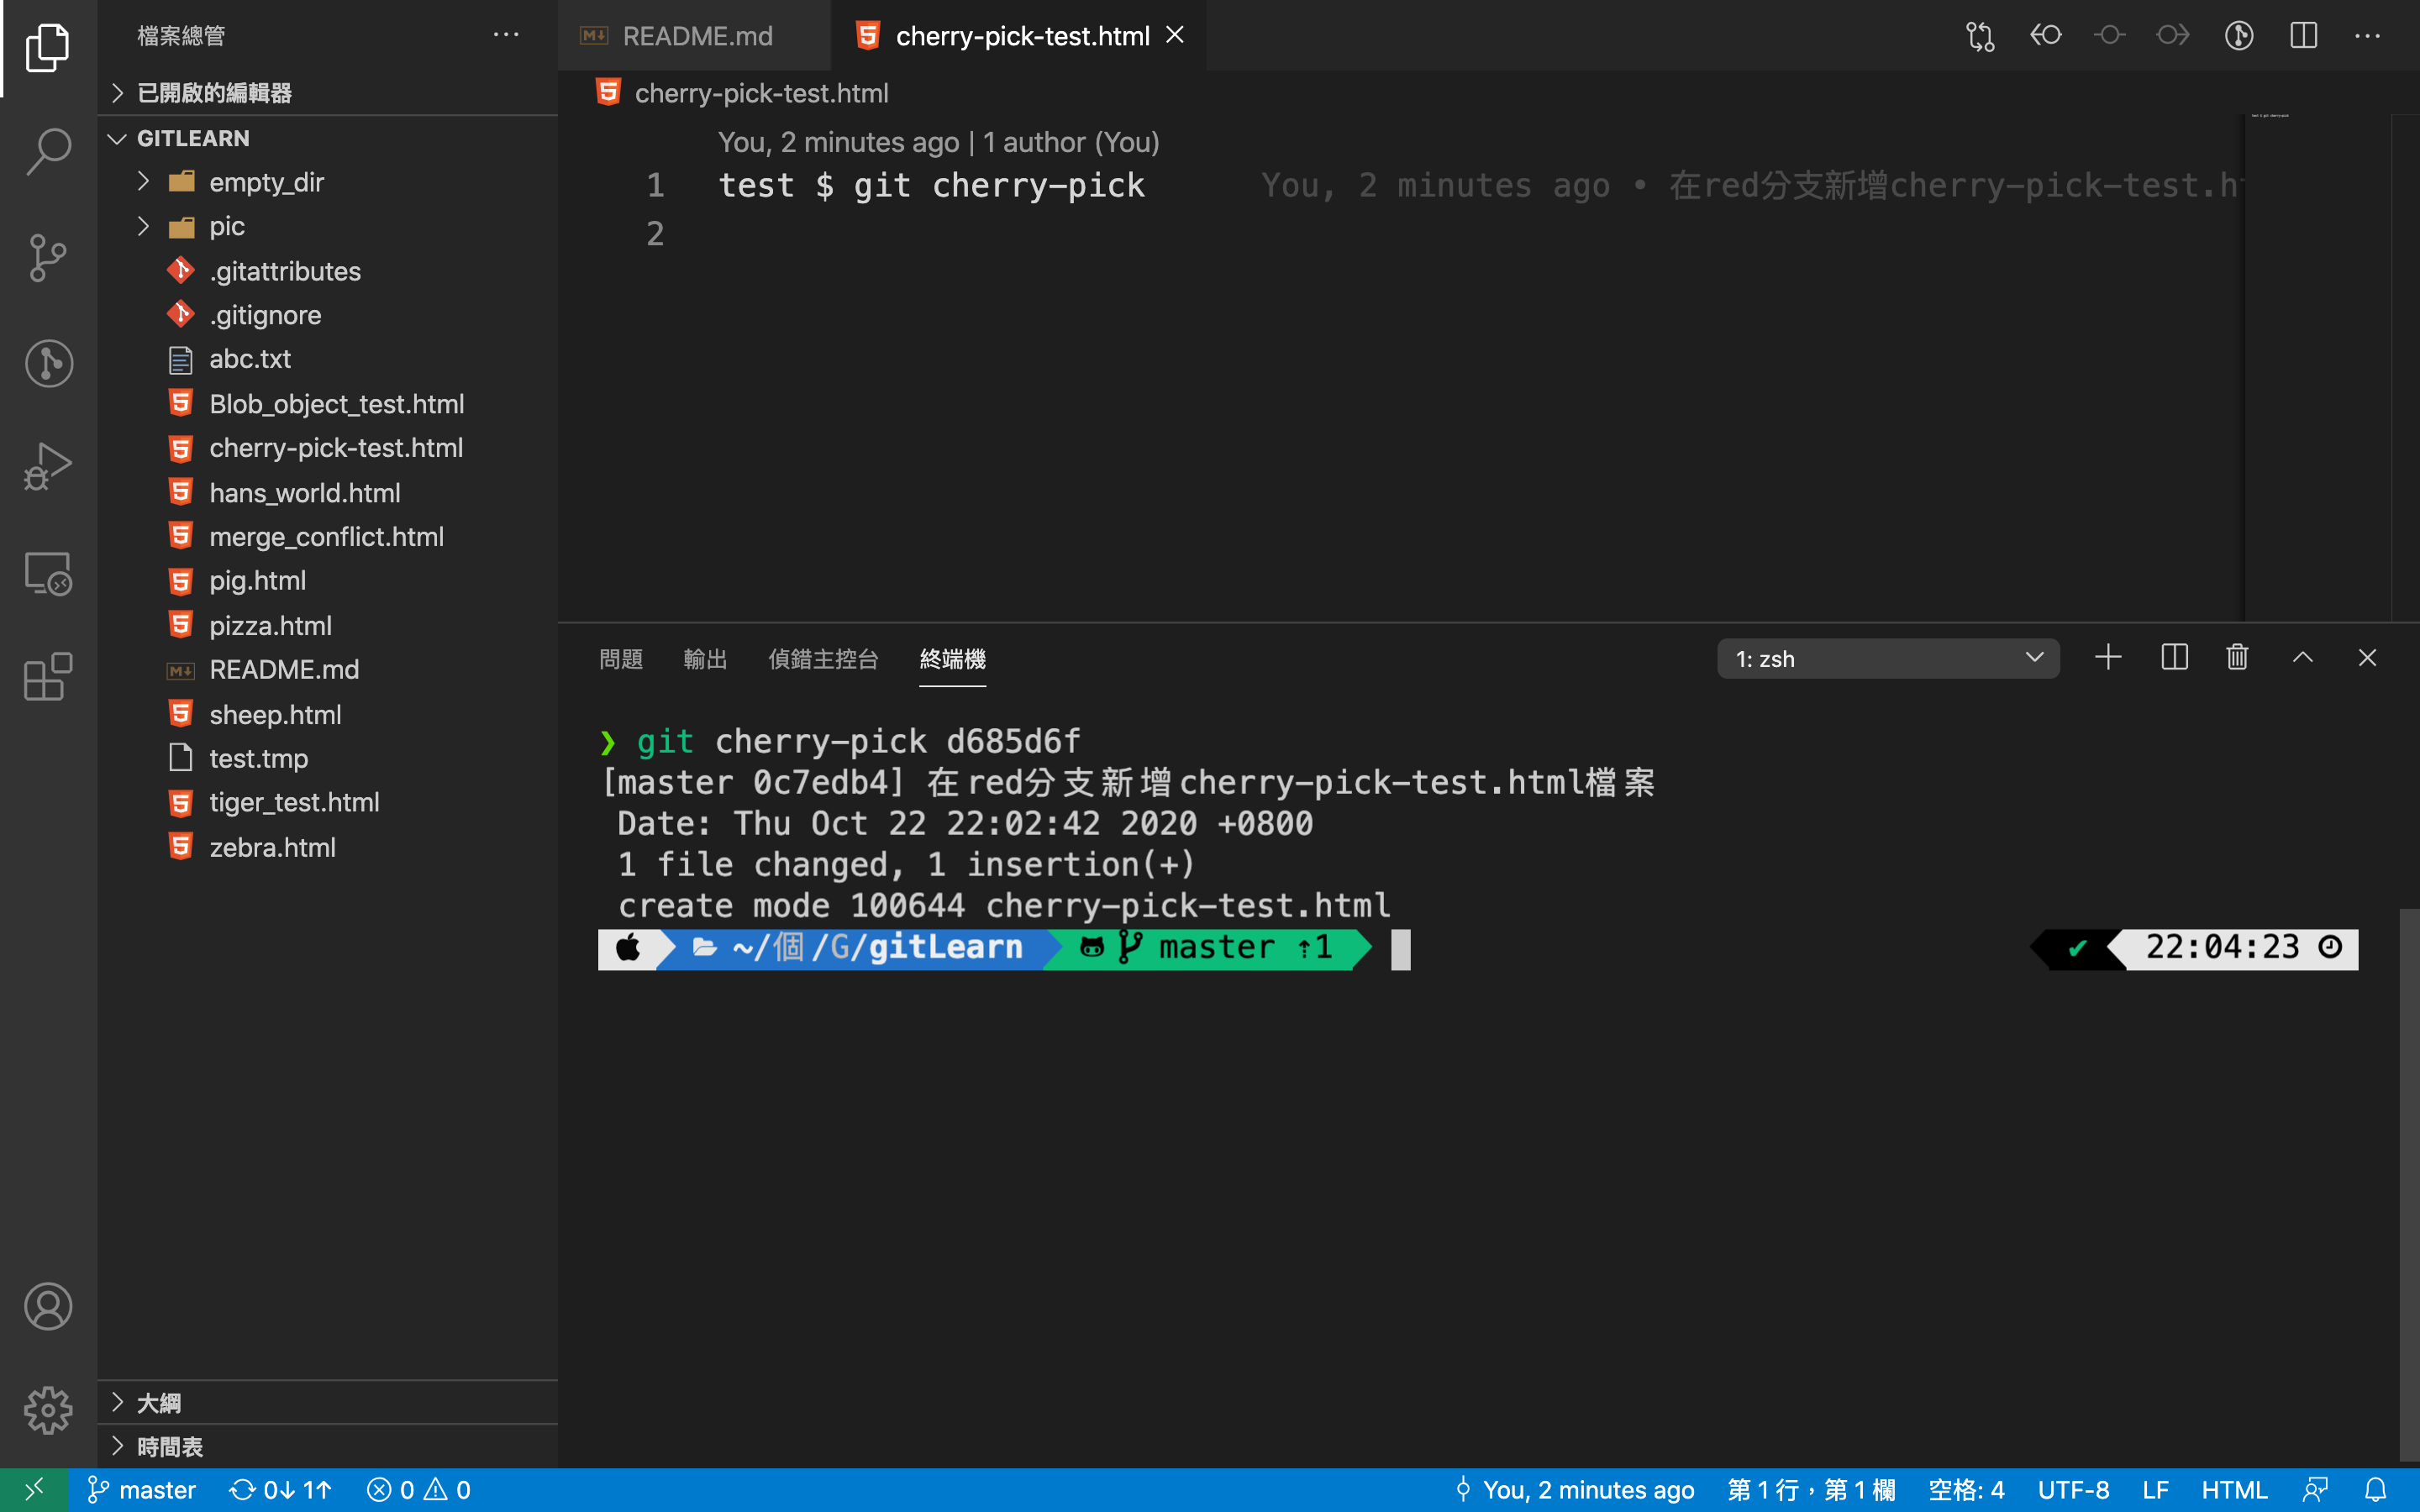 檔案總管
已開啟的編輯器
GITLEARN
empty_dir
pic
.gitattributes
.gitignore
abc.txt
Blob_object_test.html
cherry-pick-test.html
hans_world.html
merge_conflict.html
pig.html
pizza.html
README.md
sheep.html
test.tmp
tiger_test.html
zebra.html
大綱
時間表
README.md
cherry-pick-test.html
cherry-pick-test.html
You, 2 minutes ago | 1 author (You)
1 test $ git cherry-pick You, 2 minutes ago • 在red分支新增cherry-pick-test.h
2
問題 輸出 偵錯主控台 終端機
1: zsh
❯ git cherry-pick d685d6f
[master 0c7edb4] 在red分支新增cherry-pick-test.html檔案
Date: Thu Oct 22 22:02:42 2020 +0800
1 file changed, 1 insertion(+)
create mode 100644 cherry-pick-test.html
~/個/G/gitLearn master ⇡1 ✔ 22:04:23
master 0↓ 1↑ 0 0 You, 2 minutes ago 第 1 行，第 1 欄 空格: 4 UTF-8 LF HTML